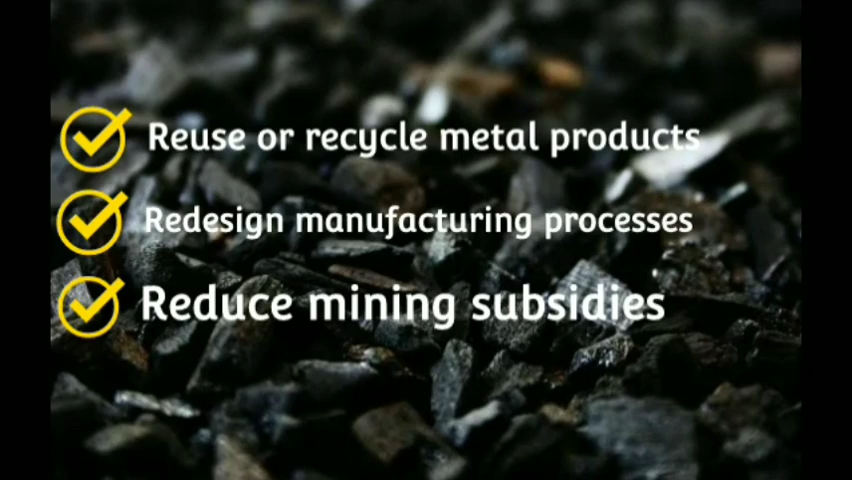 Reuse or recycle metal products
Redesign manufacturing processes
Reduce mining subsidies